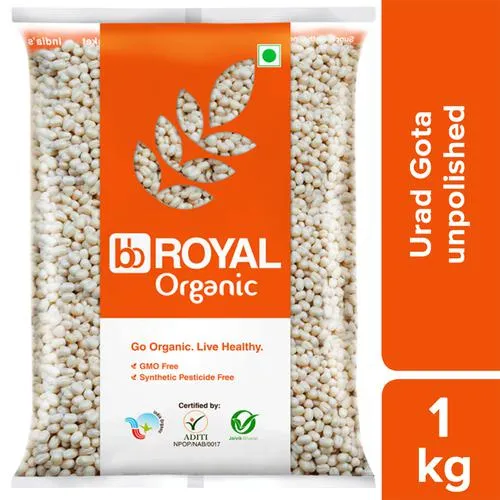 bb ROYAL
Organic
Go Organic. Live Healthy.
GMO Free
Synthetic Pesticide Free
Certified by:
ADITI
NPOP/NAB/0017
Jaivik Bharat
Urad Gota
unpolished
1
kg